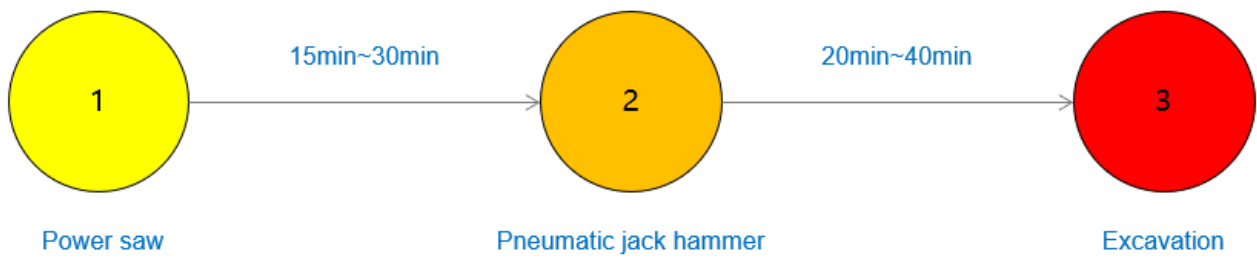 15min~30min
20min~40min
1
2
3
Power saw
Pneumatic jack hammer
Excavation